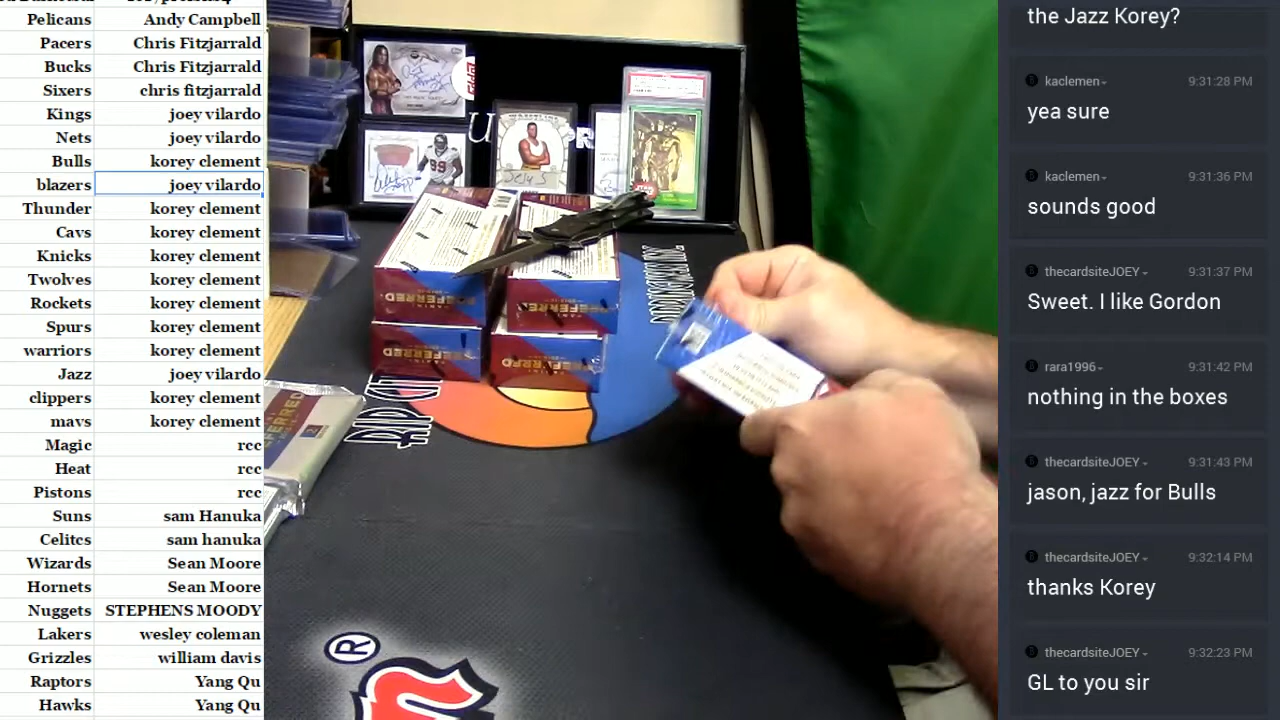 Pelicans Andy Campbell
Pacers Chris Fitzjarrald
Bucks Chris Fitzjarrald
Sixers chris fitzjarrald
Kings joey vilardo
Nets joey vilardo
Bulls korey clement
blazers joey vilardo
Thunder korey clement
Cavs korey clement
Knicks korey clement
Twolves korey clement
Rockets korey clement
Spurs korey clement
warriors korey clement
Jazz joey vilardo
clippers korey clement
mavs korey clement
Magic rcc
Heat rcc
Pistons rcc
Suns sam Hanuka
Celitcs sam hanuka
Wizards Sean Moore
Hornets Sean Moore
Nuggets STEPHENS MOODY
Lakers wesley coleman
Grizzles william davis
Raptors Yang Qu
Hawks Yang Qu
PREFERRED
PREFERRED
PREFERRED
PREFERRED
®
the Jazz Korey?
kaclemen 9:31:28 PM
yea sure
kaclemen 9:31:36 PM
sounds good
thecardsiteJOEY 9:31:37 PM
Sweet. I like Gordon
rara1996 9:31:42 PM
nothing in the boxes
thecardsiteJOEY 9:31:43 PM
jason, jazz for Bulls
thecardsiteJOEY 9:32:14 PM
thanks Korey
thecardsiteJOEY 9:32:23 PM
GL to you sir